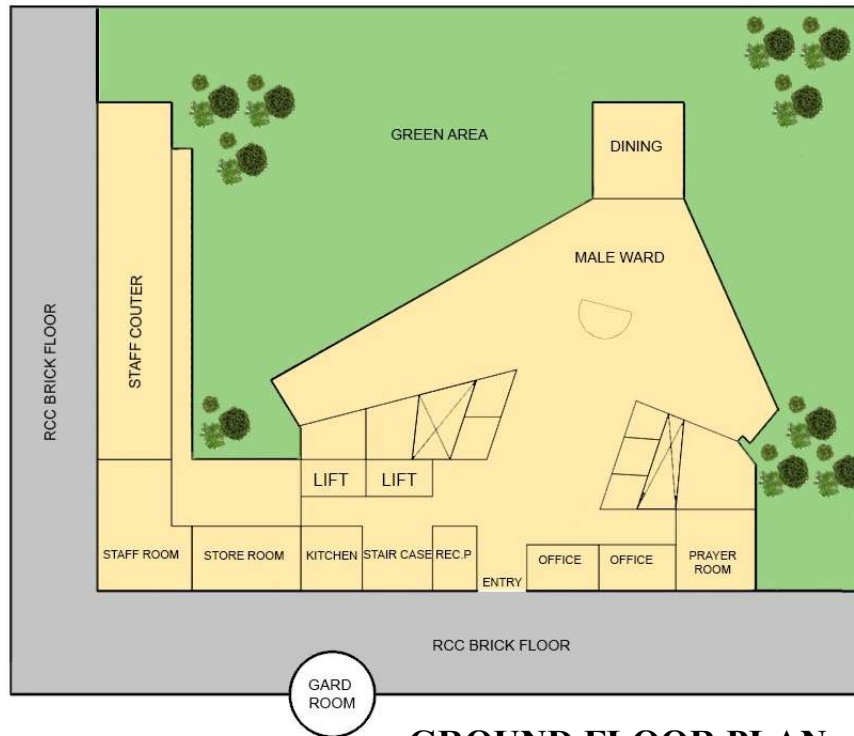 GREEN AREA
DINING
MALE WARD
STAFF COUTER
RCC BRICK FLOOR
LIFT
LIFT
STAFF ROOM
STORE ROOM
KITCHEN
STAIR CASE
REC.P
ENTRY
OFFICE
OFFICE
PRAYER
ROOM
RCC BRICK FLOOR
GARD
ROOM
GROUND FLOOR PLAN